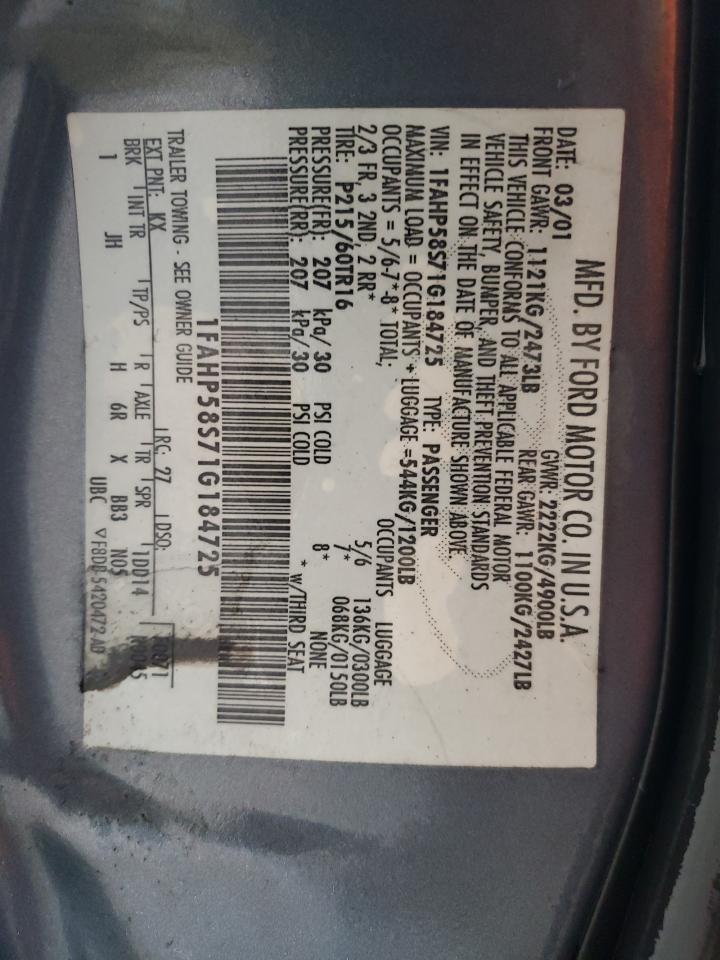 MFD. BY FORD MOTOR CO. IN U.S.A.
DATE: 03/01 GVWR: 2222KG/4900LB
FRONT GAWR: 1121KG/2473LB REAR GAWR: 1100KG/2427LB
THIS VEHICLE CONFORMS TO ALL APPLICABLE FEDERAL MOTOR
VEHICLE SAFETY, BUMPER, AND THEFT PREVENTION STANDARDS
IN EFFECT ON THE DATE OF MANUFACTURE SHOWN ABOVE.
VIN: 1FAHP58S71G184725 TYPE: PASSENGER
MAXIMUM LOAD = OCCUPANTS + LUGGAGE =544KG/1200LB
OCCUPANTS = 5/6-7*-8* TOTAL; OCCUPANTS LUGGAGE
2/3 FR, 3 2ND, 2 RR* 5/6 136KG/0300LB
TIRE: P215/60TR16 7* 068KG/0150LB
PRESSURE(FR): 207 kPa/30 PSI COLD 8* NONE
PRESSURE(RR): 207 kPa/30 PSI COLD * w/THIRD SEAT
1FAHP58S71G184725
TRAILER TOWING - SEE OWNER GUIDE
EXT PNT: KX RC: 27 DSO:
BRK INT TR TP/PS R AXLE TR SPR 1DD14
1 JH H 6R X BB3 N05
UBC